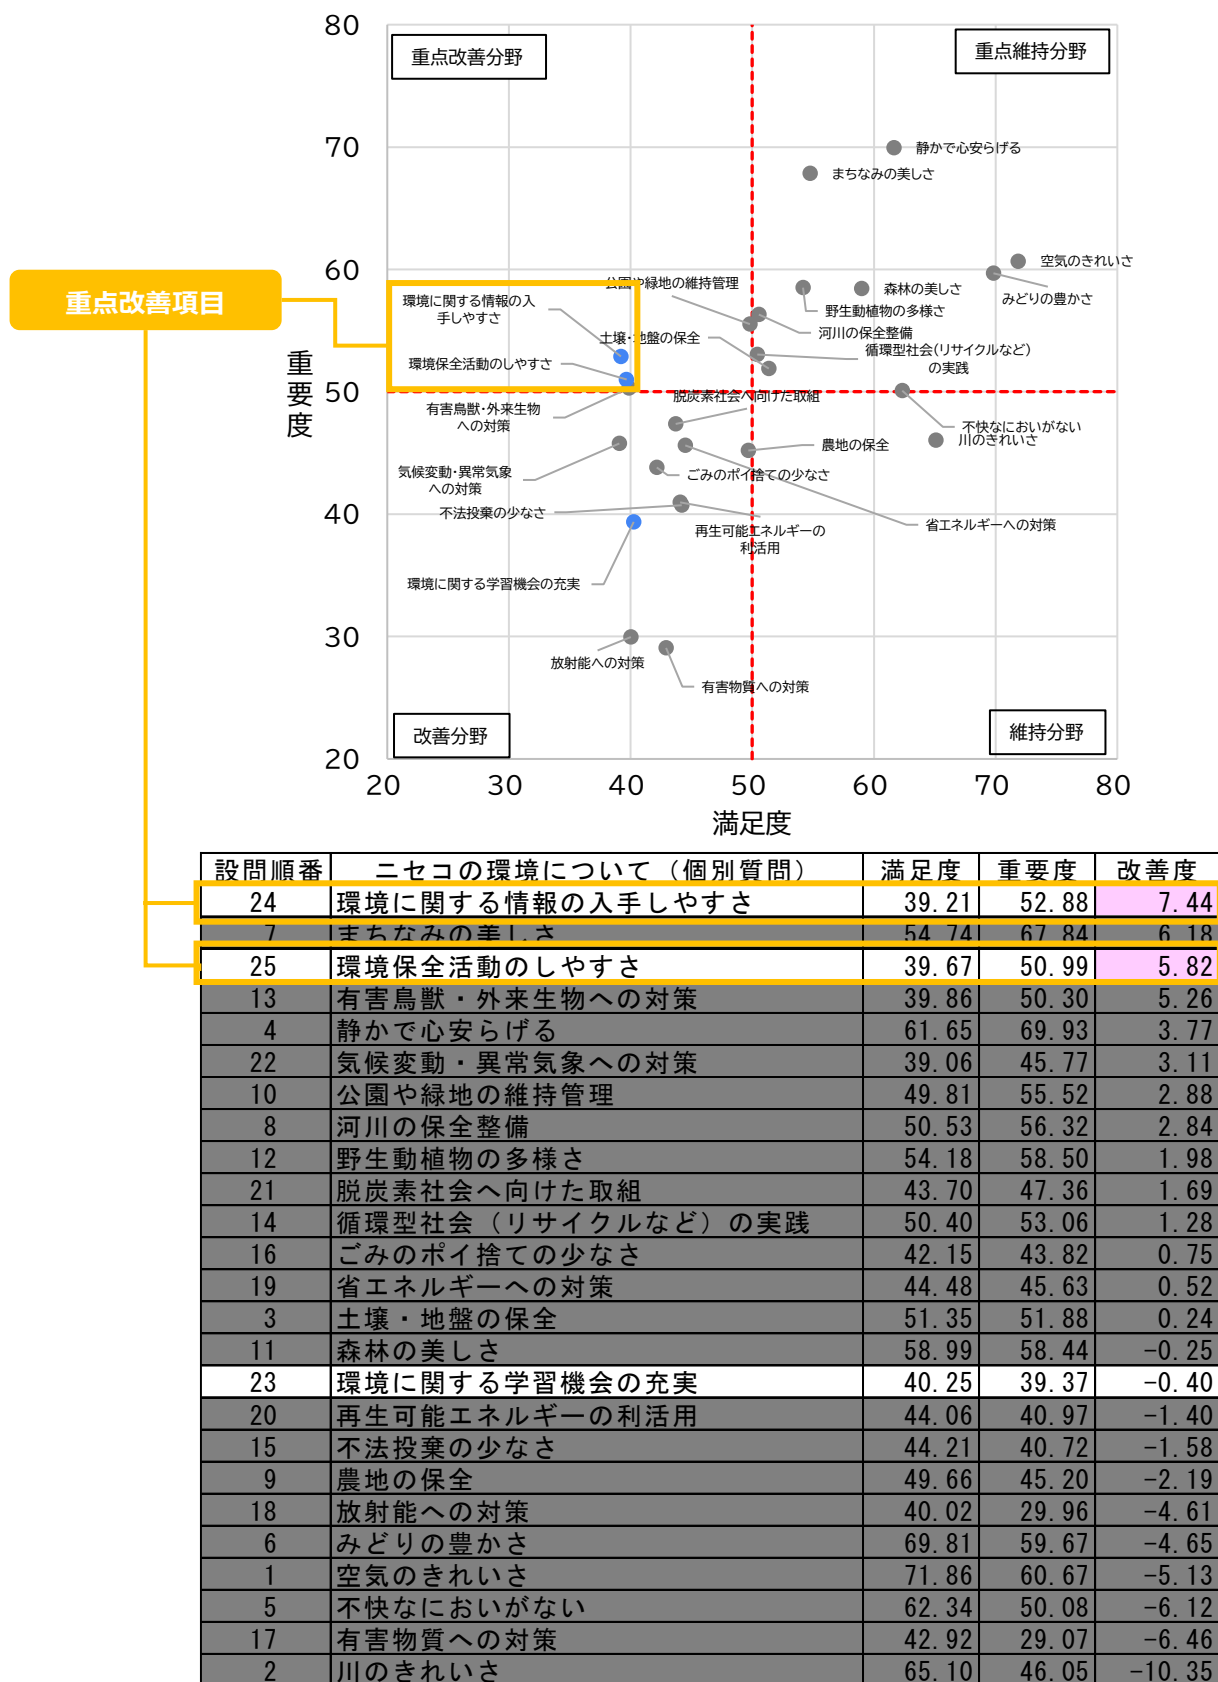 80
重点改善分野
重点維持分野
70
静かで心安らげる
まちなみの美しさ
60
空気のきれいさ
みどりの豊かさ
公園や緑地の維持管理
森林の美しさ
野生動植物の多様さ
重点改善項目
環境に関する情報の入
手しやすさ
河川の保全整備
土壌・地盤の保全
循環型社会(リサイクルなど)
の実践
環境保全活動のしやすさ
重要度
50
脱炭素社会へ向けた取組
有害鳥獣・外来生物
への対策
不快なにおいがない
川のきれいさ
農地の保全
気候変動・異常気象
への対策
ごみのポイ捨ての少なさ
40
不法投棄の少なさ
省エネルギーへの対策
再生可能エネルギーの
利活用
環境に関する学習機会の充実
30
放射能への対策
有害物質への対策
改善分野
維持分野
20
20 30 40 50 60 70 80
満足度
設問順番 ニセコの環境について（個別質問） 満足度 重要度 改善度
24 環境に関する情報の入手しやすさ 39.21 52.88 7.44
7 まちなみの美しさ 54.74 67.84 6.18
25 環境保全活動のしやすさ 39.67 50.99 5.82
13 有害鳥獣・外来生物への対策 39.86 50.30 5.26
4 静かで心安らげる 61.65 69.93 3.77
22 気候変動・異常気象への対策 39.06 45.77 3.11
10 公園や緑地の維持管理 49.81 55.52 2.88
8 河川の保全整備 50.53 56.32 2.84
12 野生動植物の多様さ 54.18 58.50 1.98
21 脱炭素社会へ向けた取組 43.70 47.36 1.69
14 循環型社会（リサイクルなど）の実践 50.40 53.06 1.28
16 ごみのポイ捨ての少なさ 42.15 43.82 0.75
19 省エネルギーへの対策 44.48 45.63 0.52
3 土壌・地盤の保全 51.35 51.88 0.24
11 森林の美しさ 58.99 58.44 -0.25
23 環境に関する学習機会の充実 40.25 39.37 -0.40
20 再生可能エネルギーの利活用 44.06 40.97 -1.40
15 不法投棄の少なさ 44.21 40.72 -1.58
9 農地の保全 49.66 45.20 -2.19
18 放射能への対策 40.02 29.96 -4.61
6 みどりの豊かさ 69.81 59.67 -4.65
1 空気のきれいさ 71.86 60.67 -5.13
5 不快なにおいがない 62.34 50.08 -6.12
17 有害物質への対策 42.92 29.07 -6.46
2 川のきれいさ 65.10 46.05 -10.35